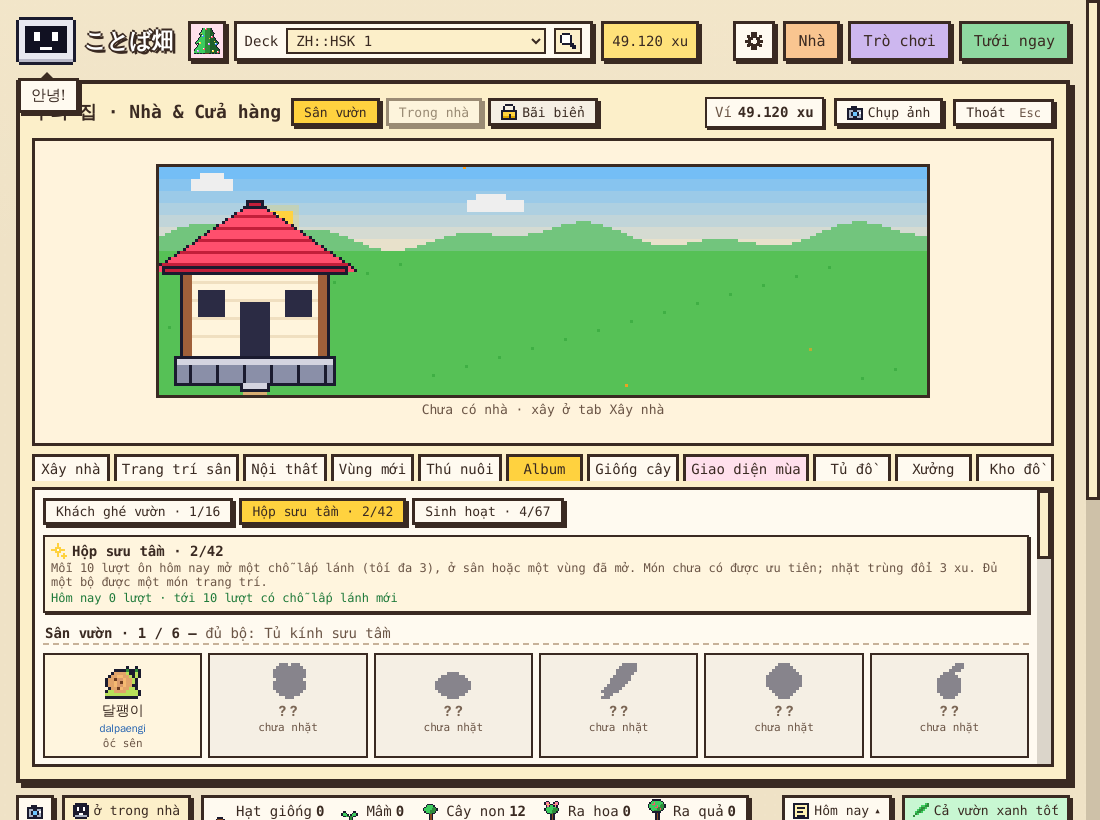 ことば畑
Deck ZH::HSK 1
49.120 xu
Nhà
Trò chơi
Tưới ngay
안녕!
집 · Nhà & Cửa hàng
Sân vườn
Trong nhà
Bãi biển
Ví 49.120 xu
Chụp ảnh
Thoát Esc
Chưa có nhà · xây ở tab Xây nhà
Xây nhà
Trang trí sân
Nội thất
Vùng mới
Thú nuôi
Album
Giống cây
Giao diện mùa
Tủ đồ
Xưởng
Kho đồ
Khách ghé vườn · 1/16
Hộp sưu tầm · 2/42
Sinh hoạt · 4/67
Hộp sưu tầm · 2/42
Mỗi 10 lượt ôn hôm nay mở một chỗ lấp lánh (tối đa 3), ở sân hoặc một vùng đã mở. Món chưa có được ưu tiên; nhặt trùng đổi 3 xu. Đủ
một bộ được một món trang trí.
Hôm nay 0 lượt · tới 10 lượt có chỗ lấp lánh mới
Sân vườn · 1 / 6 — đủ bộ: Tủ kính sưu tầm
달팽이
dalpaengi
ốc sên
??
chưa nhặt
??
chưa nhặt
??
chưa nhặt
??
chưa nhặt
??
chưa nhặt
ở trong nhà
Hạt giống 0
Mầm 0
Cây non 12
Ra hoa 0
Ra quả 0
Hôm nay
Cả vườn xanh tốt